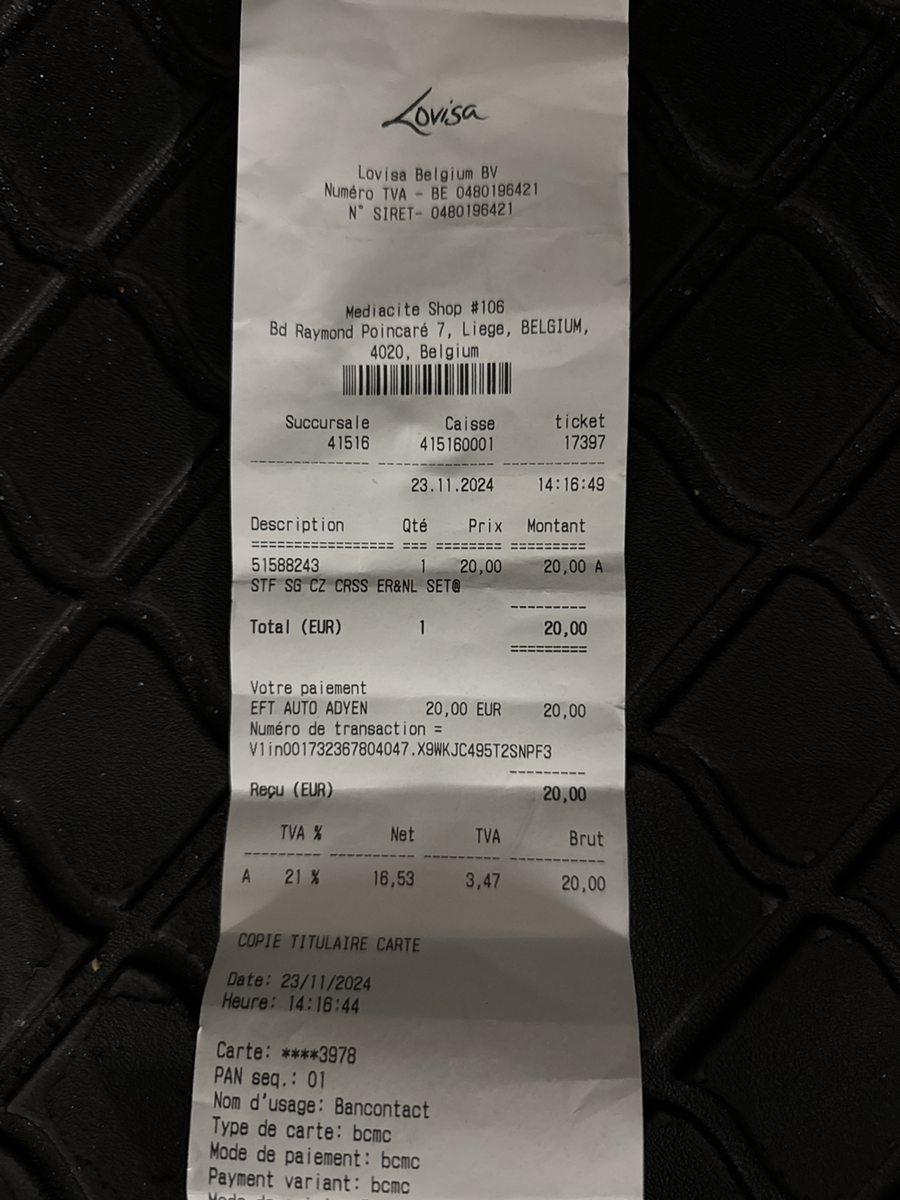 Lovisa
Lovisa Belgium BV
Numéro TVA - BE 0480196421
N° SIRET- 0480196421
Mediacite Shop #106
Bd Raymond Poincaré 7, Liege, BELGIUM,
4020, Belgium
Succursale Caisse ticket
41516 415160001 17397
23.11.2024 14:16:49
Description Qté Prix Montant
51588243 1 20,00 20,00 A
STF SG CZ CRSS ER&NL SET@
Total (EUR) 1 20,00
Votre paiement
EFT AUTO ADYEN 20,00 EUR 20,00
Numéro de transaction =
V1in001732367804047.X9WKJC495T2SNPF3
Reçu (EUR) 20,00
TVA % Net TVA Brut
A 21 % 16,53 3,47 20,00
COPIE TITULAIRE CARTE
Date: 23/11/2024
Heure: 14:16:44
Carte: ****3978
PAN seq.: 01
Nom d'usage: Bancontact
Type de carte: bcmc
Mode de paiement: bcmc
Payment variant: bcmc